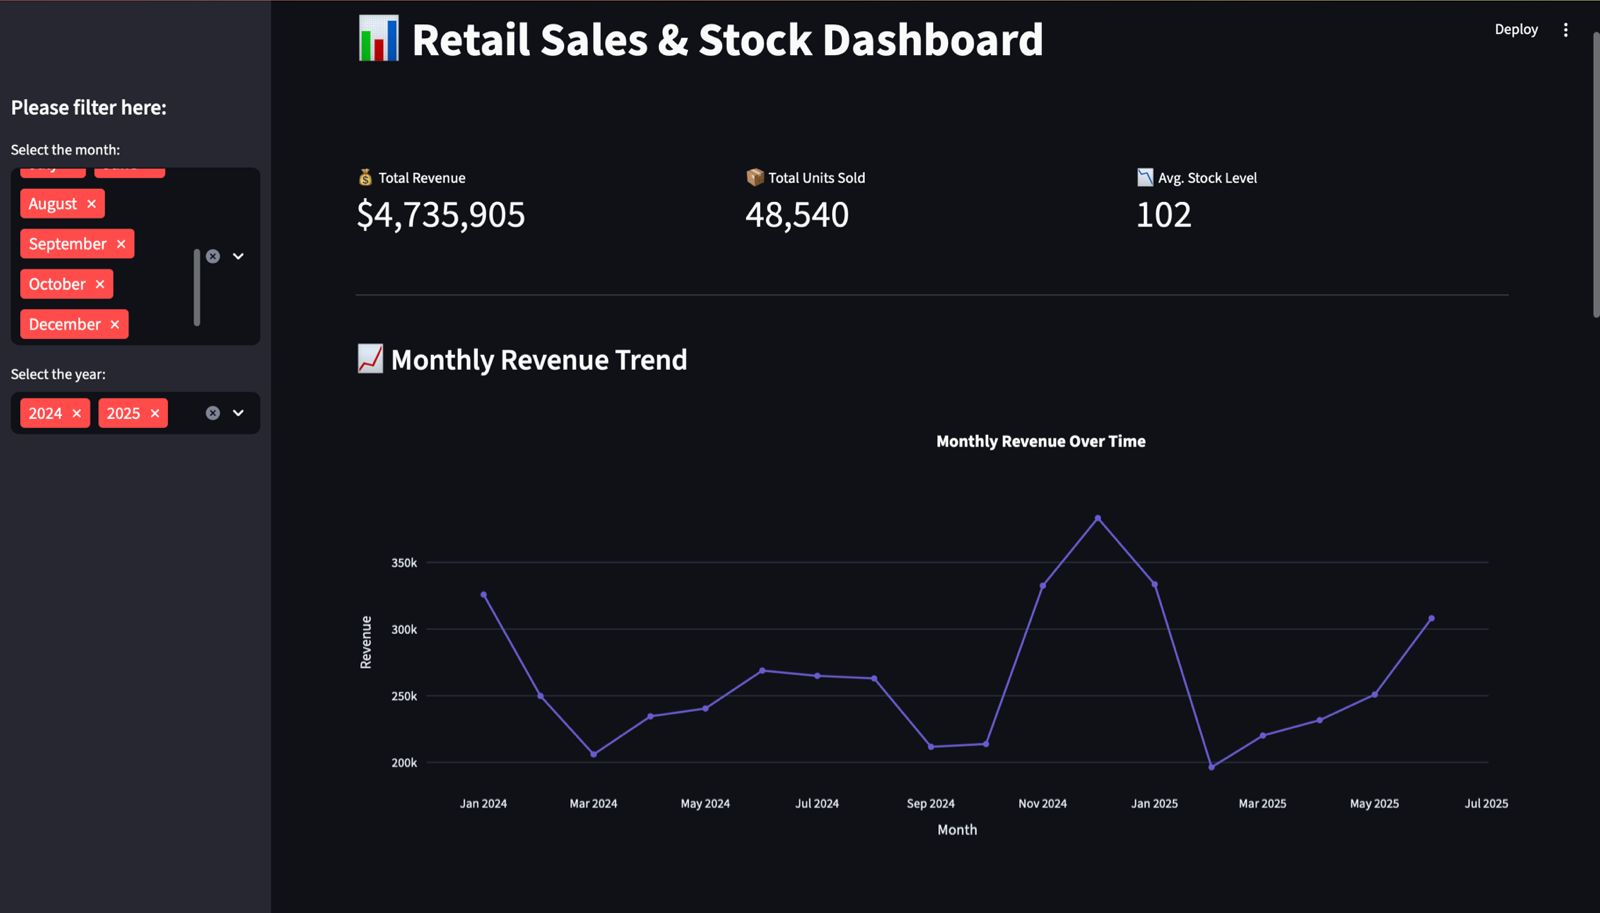 Retail Sales & Stock Dashboard
Deploy
Please filter here:
Select the month:
August
September
October
December
Select the year:
2024 2025
Total Revenue
$4,735,905
Total Units Sold
48,540
Avg. Stock Level
102
Monthly Revenue Trend
Monthly Revenue Over Time
350k
300k
250k
200k
Revenue
Jan 2024 Mar 2024 May 2024 Jul 2024 Sep 2024 Nov 2024 Jan 2025 Mar 2025 May 2025 Jul 2025
Month